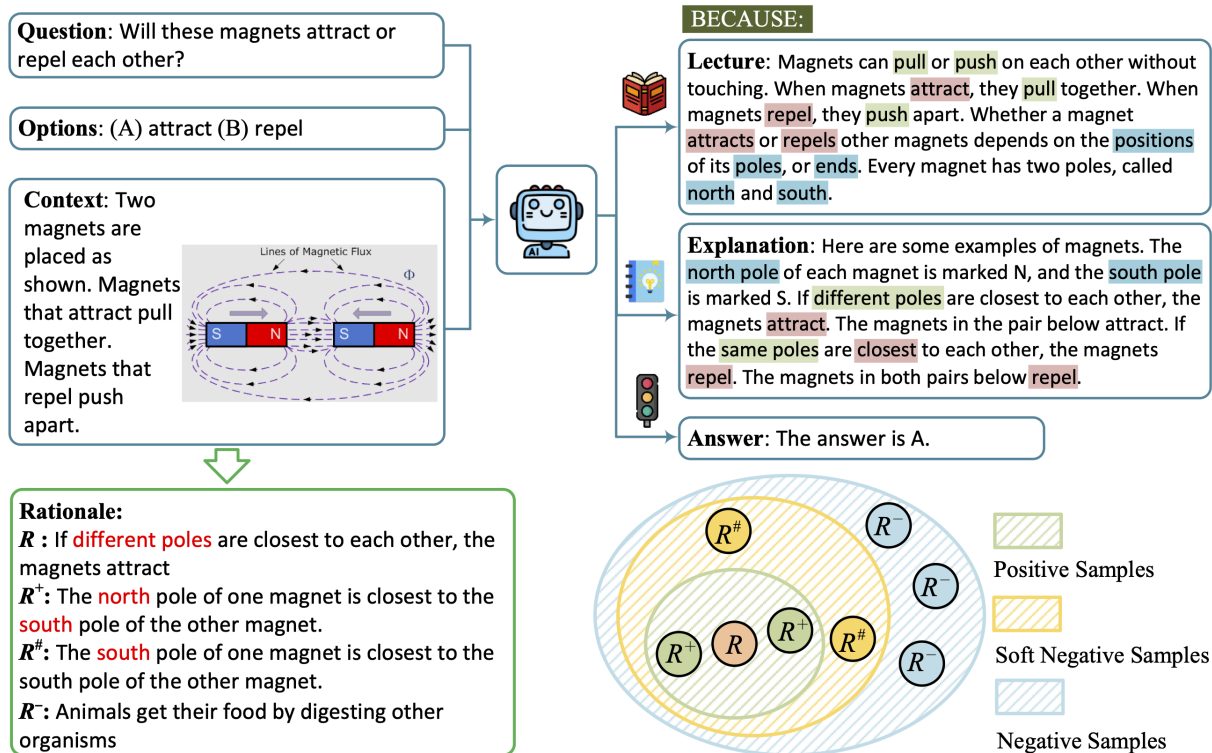 Question: Will these magnets attract or
repel each other?
Options: (A) attract (B) repel
Context: Two
magnets are
placed as
shown. Magnets
that attract pull
together.
Magnets that
repel push
apart.
Lines of Magnetic Flux
Φ
S N S N
AI
BECAUSE:
Lecture: Magnets can pull or push on each other without
touching. When magnets attract, they pull together. When
magnets repel, they push apart. Whether a magnet
attracts or repels other magnets depends on the positions
of its poles, or ends. Every magnet has two poles, called
north and south.
Explanation: Here are some examples of magnets. The
north pole of each magnet is marked N, and the south pole
is marked S. If different poles are closest to each other, the
magnets attract. The magnets in the pair below attract. If
the same poles are closest to each other, the magnets
repel. The magnets in both pairs below repel.
Answer: The answer is A.
Rationale:
R : If different poles are closest to each other, the
magnets attract
R⁺: The north pole of one magnet is closest to the
south pole of the other magnet.
R#: The south pole of one magnet is closest to the
south pole of the other magnet.
R⁻: Animals get their food by digesting other
organisms
R#
R⁻
R⁻
R⁺
R
R⁺
R#
R⁻
Positive Samples
Soft Negative Samples
Negative Samples